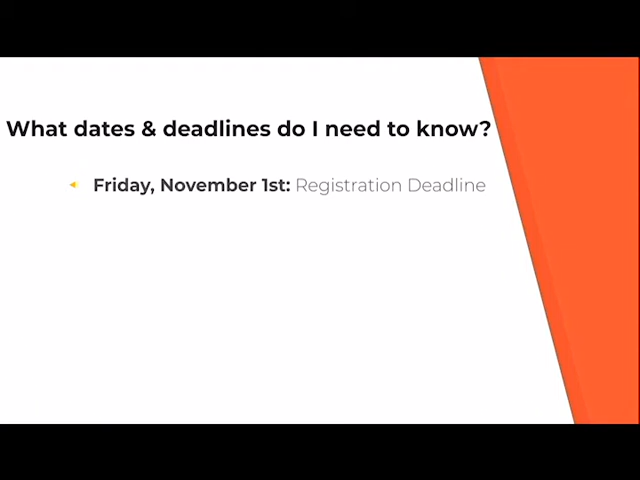 What dates & deadlines do I need to know?
Friday, November 1st: Registration Deadline